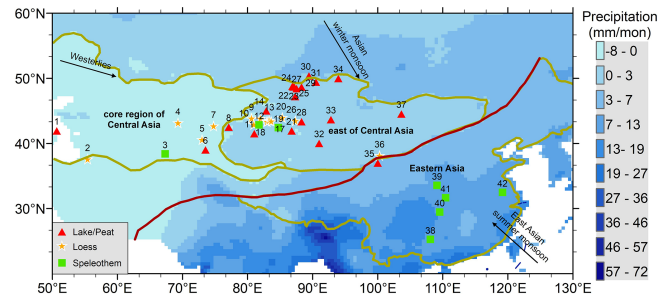 60°N
50°N
40°N
30°N
50°E 60°E 70°E 80°E 90°E 100°E 110°E 120°E 130°E
Westerlies
Asian
winter monsoon
core region of
Central Asia
east of Central Asia
Eastern Asia
East Asian
summer monsoon
1
2
3
4
5
6
7
8
9
10
11
12
13
14
17
18
19
20
21
22
24
25
26
27
28
29
30
31
32
33
34
35
36
37
38
39
40
41
42
Lake/Peat
Loess
Speleothem
Precipitation
(mm/mon)
-8 - 0
0 - 3
3 - 7
7 - 13
13- 19
19 - 27
27 - 36
36 - 46
46 - 57
57 - 72